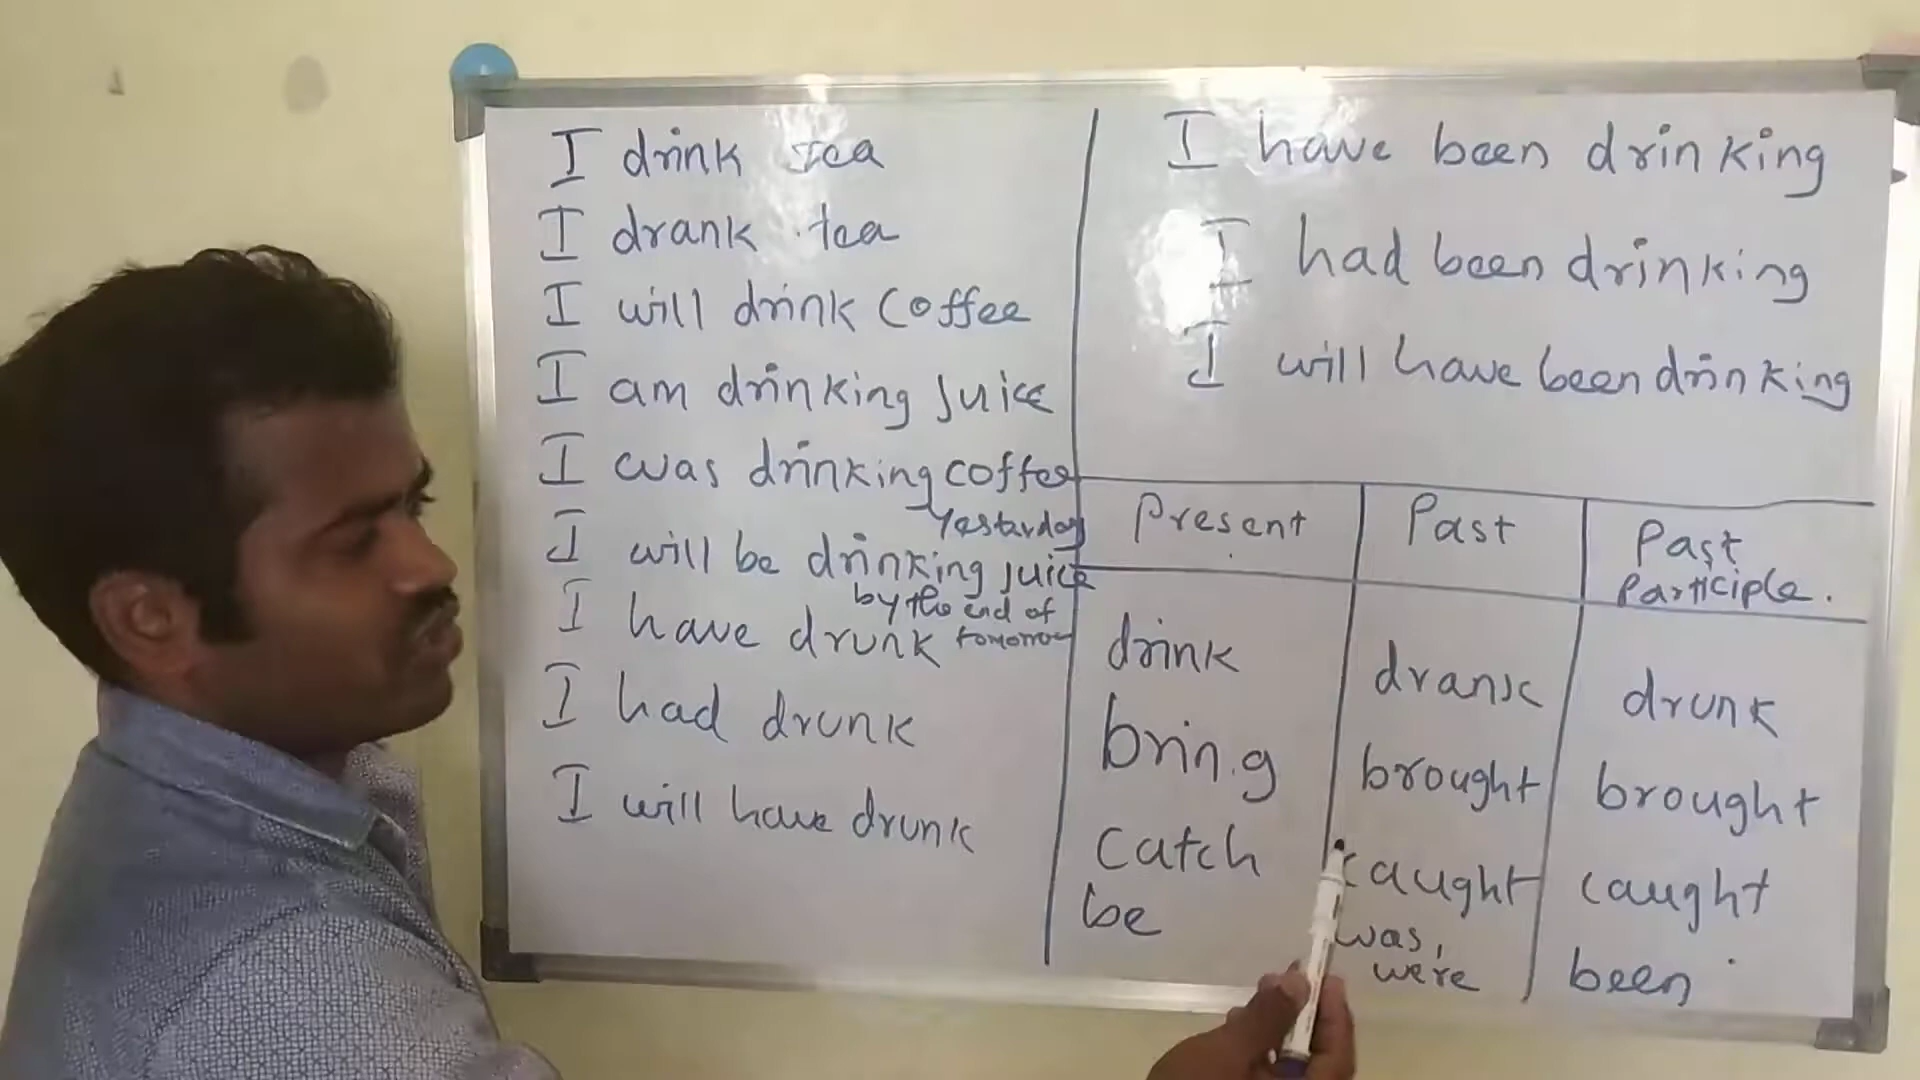 I drink tea
I drank tea
I will drink coffee
I am drinking juice
I was drinking coffee
yesterday
I will be drinking juice
by the end of
tomorrow
I have drunk
I had drunk
I will have drunk
I have been drinking
I had been drinking
I will have been drinking
Present Past Past
Participle.
drink drank drunk
bring brought brought
catch caught caught
be was, were been